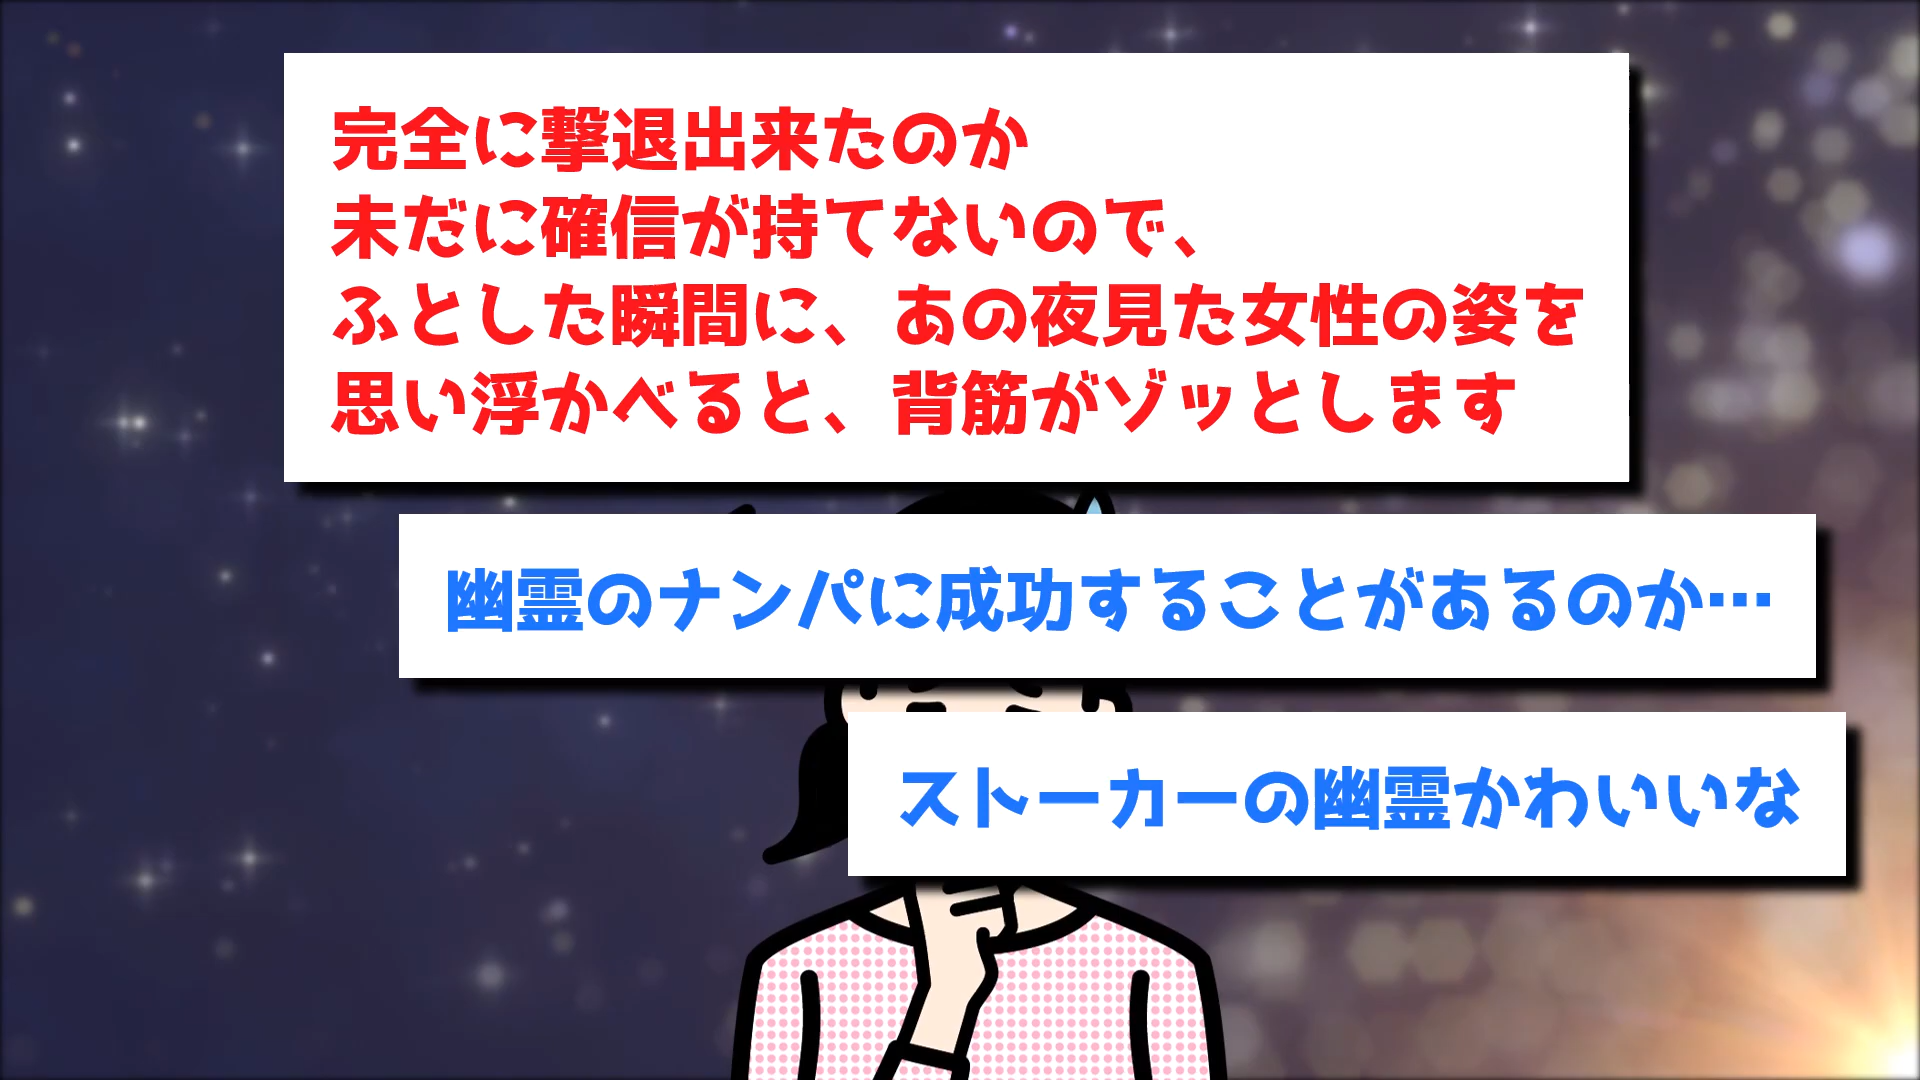 完全に撃退出来たのか
未だに確信が持てないので、
ふとした瞬間に、あの夜見た女性の姿を
思い浮かべると、背筋がゾッとします
幽霊のナンパに成功することがあるのか…
ストーカーの幽霊かわいいな